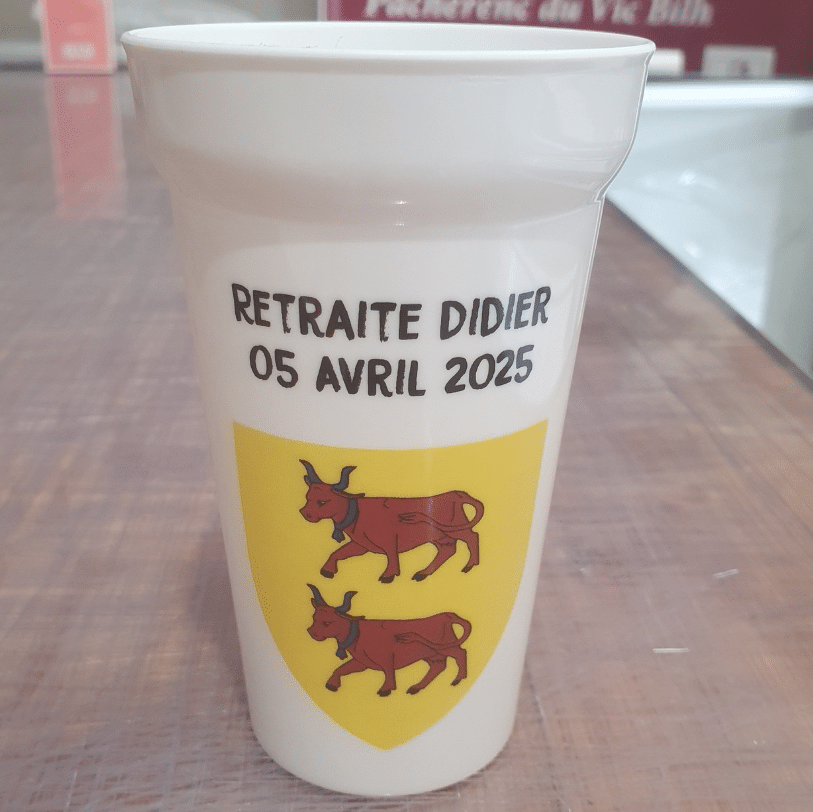 Pacherenc du Vic Bilh
RETRAITE DIDIER
05 AVRIL 2025